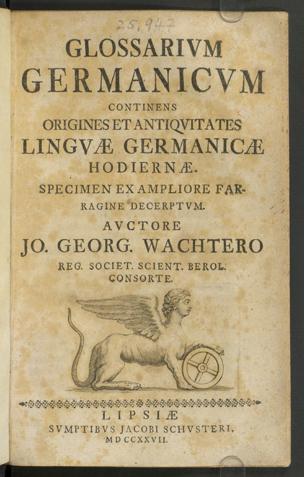 25,942
GLOSSARIVM
GERMANICVM
CONTINENS
ORIGINES ET ANTIQVITATES
LINGVÆ GERMANICÆ
HODIERNÆ.
SPECIMEN EX AMPLIORE FAR-
RAGINE DECERPTVM.
AVCTORE
JO. GEORG. WACHTERO
REG. SOCIET. SCIENT. BEROL.
CONSORTE.
LIPSIÆ
SVMPTIBVS JACOBI SCHVSTERI.
MDCCXXVII.